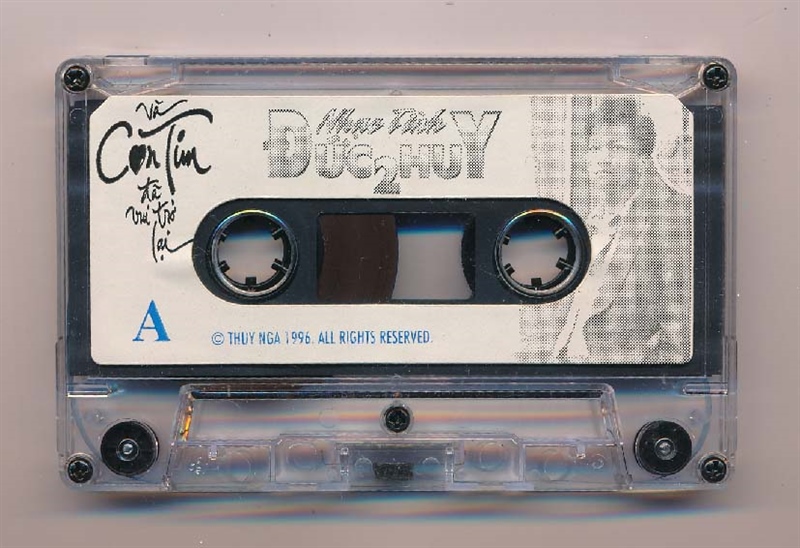 Và
Con Tim
đã
vui trở
lại
Nhạc Tình
ĐỨC HUY
2
A
© THUY NGA 1996. ALL RIGHTS RESERVED.